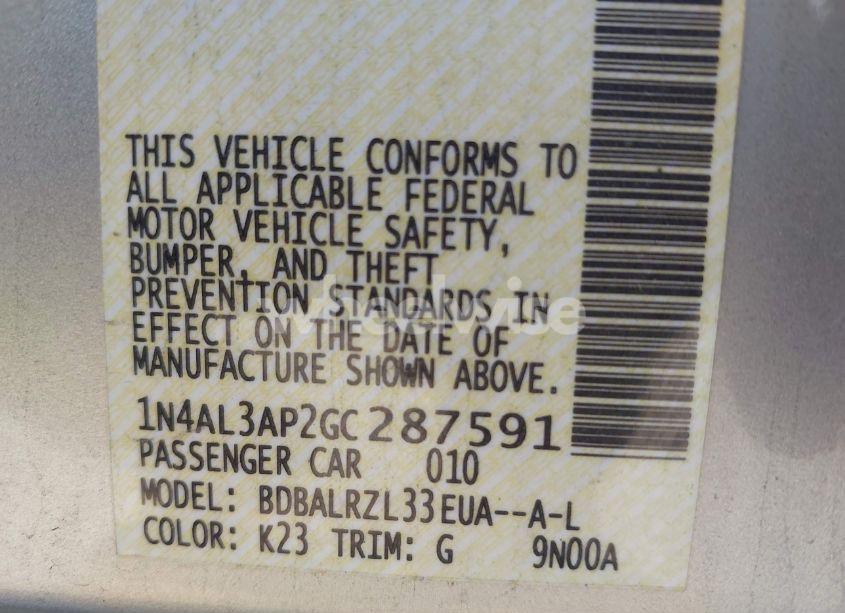 THIS VEHICLE CONFORMS TO
ALL APPLICABLE FEDERAL
MOTOR VEHICLE SAFETY,
BUMPER, AND THEFT
PREVENTION STANDARDS IN
EFFECT ON THE DATE OF
MANUFACTURE SHOWN ABOVE.
1N4AL3AP2GC287591
PASSENGER CAR 010
MODEL: BDBALRZL33EUA--A-L
COLOR: K23 TRIM: G 9N00A